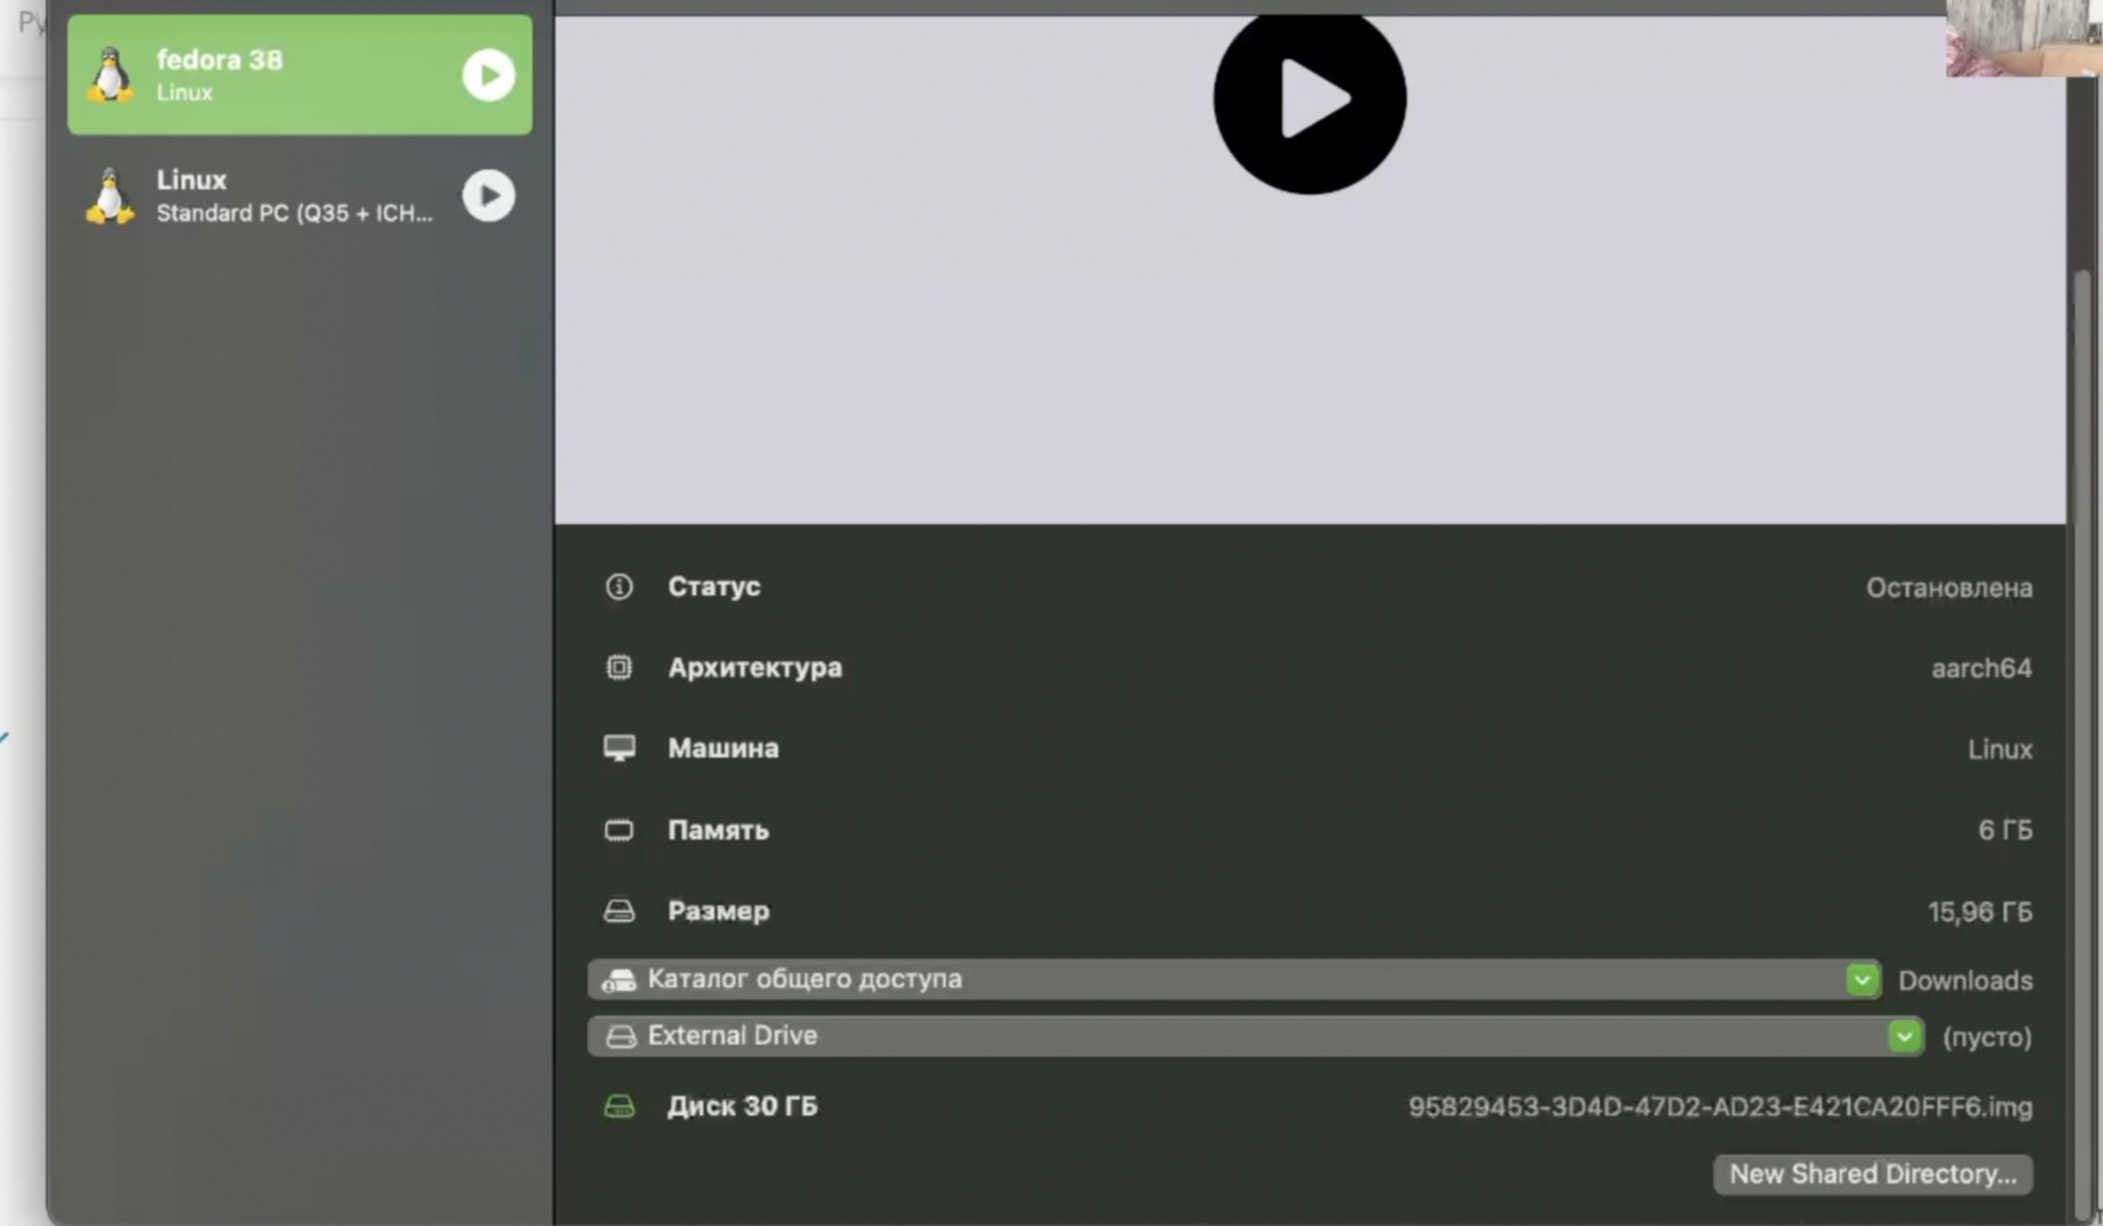 Ру
fedora 38
Linux
Linux
Standard PC (Q35 + ICH...
Статус
Остановлена
Архитектура
aarch64
Машина
Linux
Память
6 ГБ
Размер
15,96 ГБ
Каталог общего доступа
Downloads
External Drive
(пусто)
Диск 30 ГБ
95829453-3D4D-47D2-AD23-E421CA20FFF6.img
New Shared Directory...